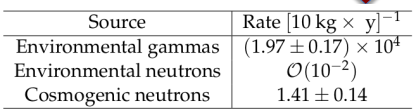 Source Rate [10 kg × y]⁻¹
Environmental gammas (1.97 ± 0.17) × 10⁴
Environmental neutrons 𝒪(10⁻²)
Cosmogenic neutrons 1.41 ± 0.14